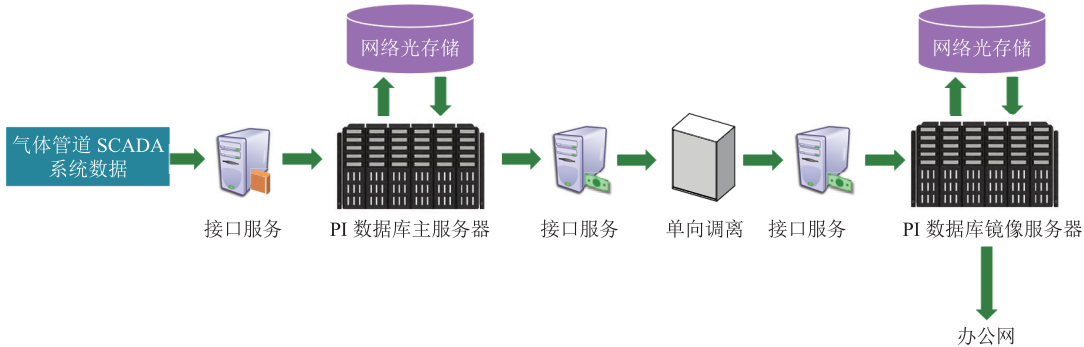 网络光存储
网络光存储
气体管道 SCADA
系统数据
接口服务
PI 数据库主服务器
接口服务
单向调离
接口服务
PI 数据库镜像服务器
办公网